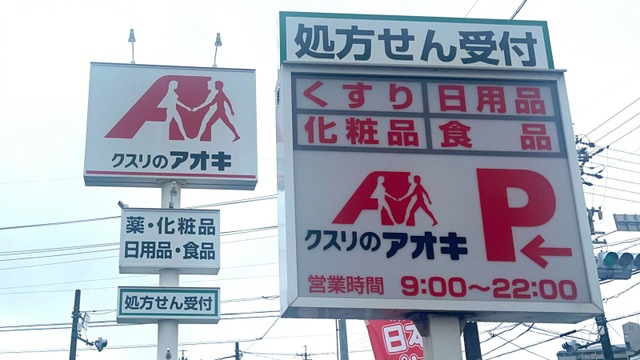 クスリのアオキ
薬・化粧品
日用品・食品
処方せん受付
処方せん受付
くすり 日用品
化粧品 食品
クスリのアオキ
P
営業時間 9:00〜22:00
日本